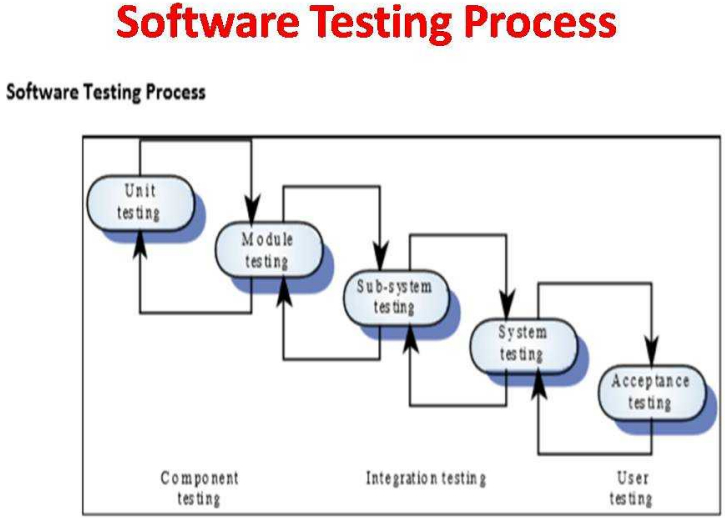 Software Testing Process
Software Testing Process
Unit
testing
Module
testing
Sub-system
testing
System
testing
Acceptance
testing
Component
testing
Integration testing
User
testing